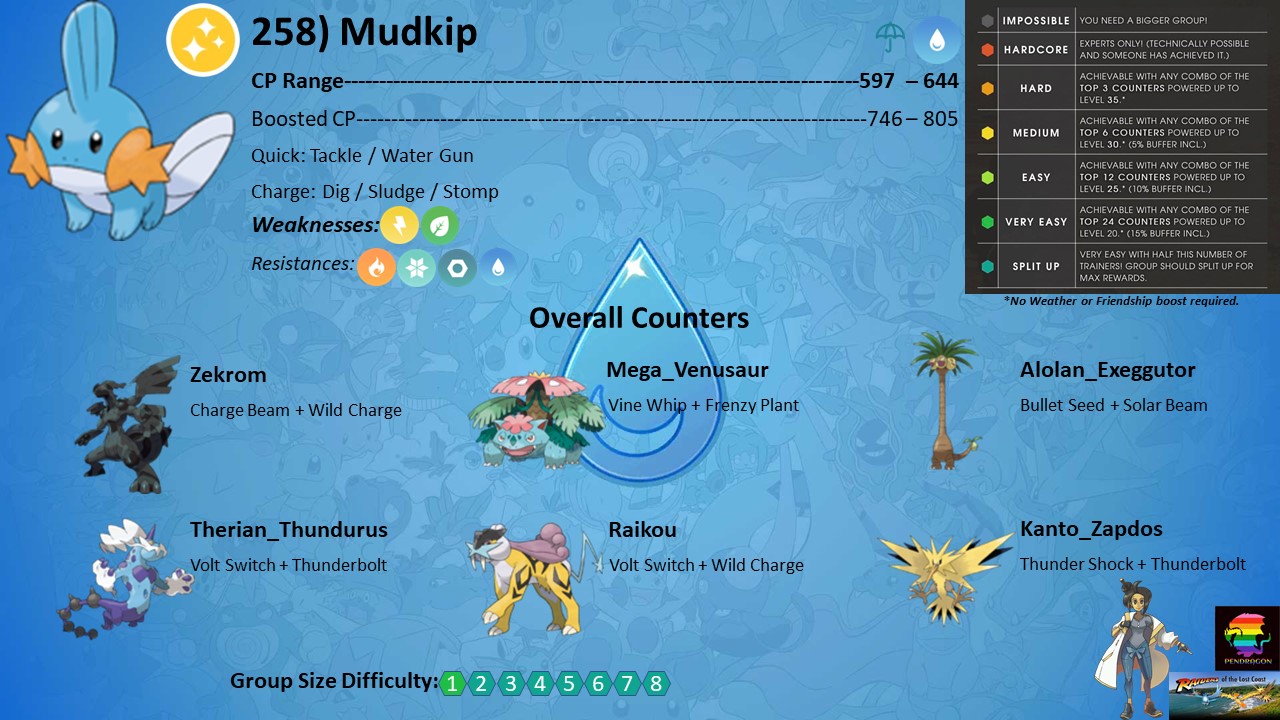 258) Mudkip
CP Range------------------------------------------------------------------------597 – 644
Boosted CP------------------------------------------------------------------------746 – 805
Quick: Tackle / Water Gun
Charge: Dig / Sludge / Stomp
Weaknesses:
Resistances:
IMPOSSIBLE YOU NEED A BIGGER GROUP!
HARDCORE EXPERTS ONLY! (TECHNICALLY POSSIBLE
AND SOMEONE HAS ACHIEVED IT.)
HARD ACHIEVABLE WITH ANY COMBO OF THE
TOP 3 COUNTERS POWERED UP TO
LEVEL 35.*
MEDIUM ACHIEVABLE WITH ANY COMBO OF THE
TOP 6 COUNTERS POWERED UP TO
LEVEL 30.* (5% BUFFER INCL.)
EASY ACHIEVABLE WITH ANY COMBO OF THE
TOP 12 COUNTERS POWERED UP TO
LEVEL 25.* (10% BUFFER INCL.)
VERY EASY ACHIEVABLE WITH ANY COMBO OF THE
TOP 24 COUNTERS POWERED UP TO
LEVEL 20.* (15% BUFFER INCL.)
SPLIT UP VERY EASY WITH HALF THIS NUMBER OF
TRAINERS! GROUP SHOULD SPLIT UP FOR
MAX REWARDS.
*No Weather or Friendship boost required.
Overall Counters
Zekrom
Charge Beam + Wild Charge
Mega_Venusaur
Vine Whip + Frenzy Plant
Alolan_Exeggutor
Bullet Seed + Solar Beam
Therian_Thundurus
Volt Switch + Thunderbolt
Raikou
Volt Switch + Wild Charge
Kanto_Zapdos
Thunder Shock + Thunderbolt
Group Size Difficulty: 1 2 3 4 5 6 7 8
PENDRAGON
RAIDERS of the Lost Coast